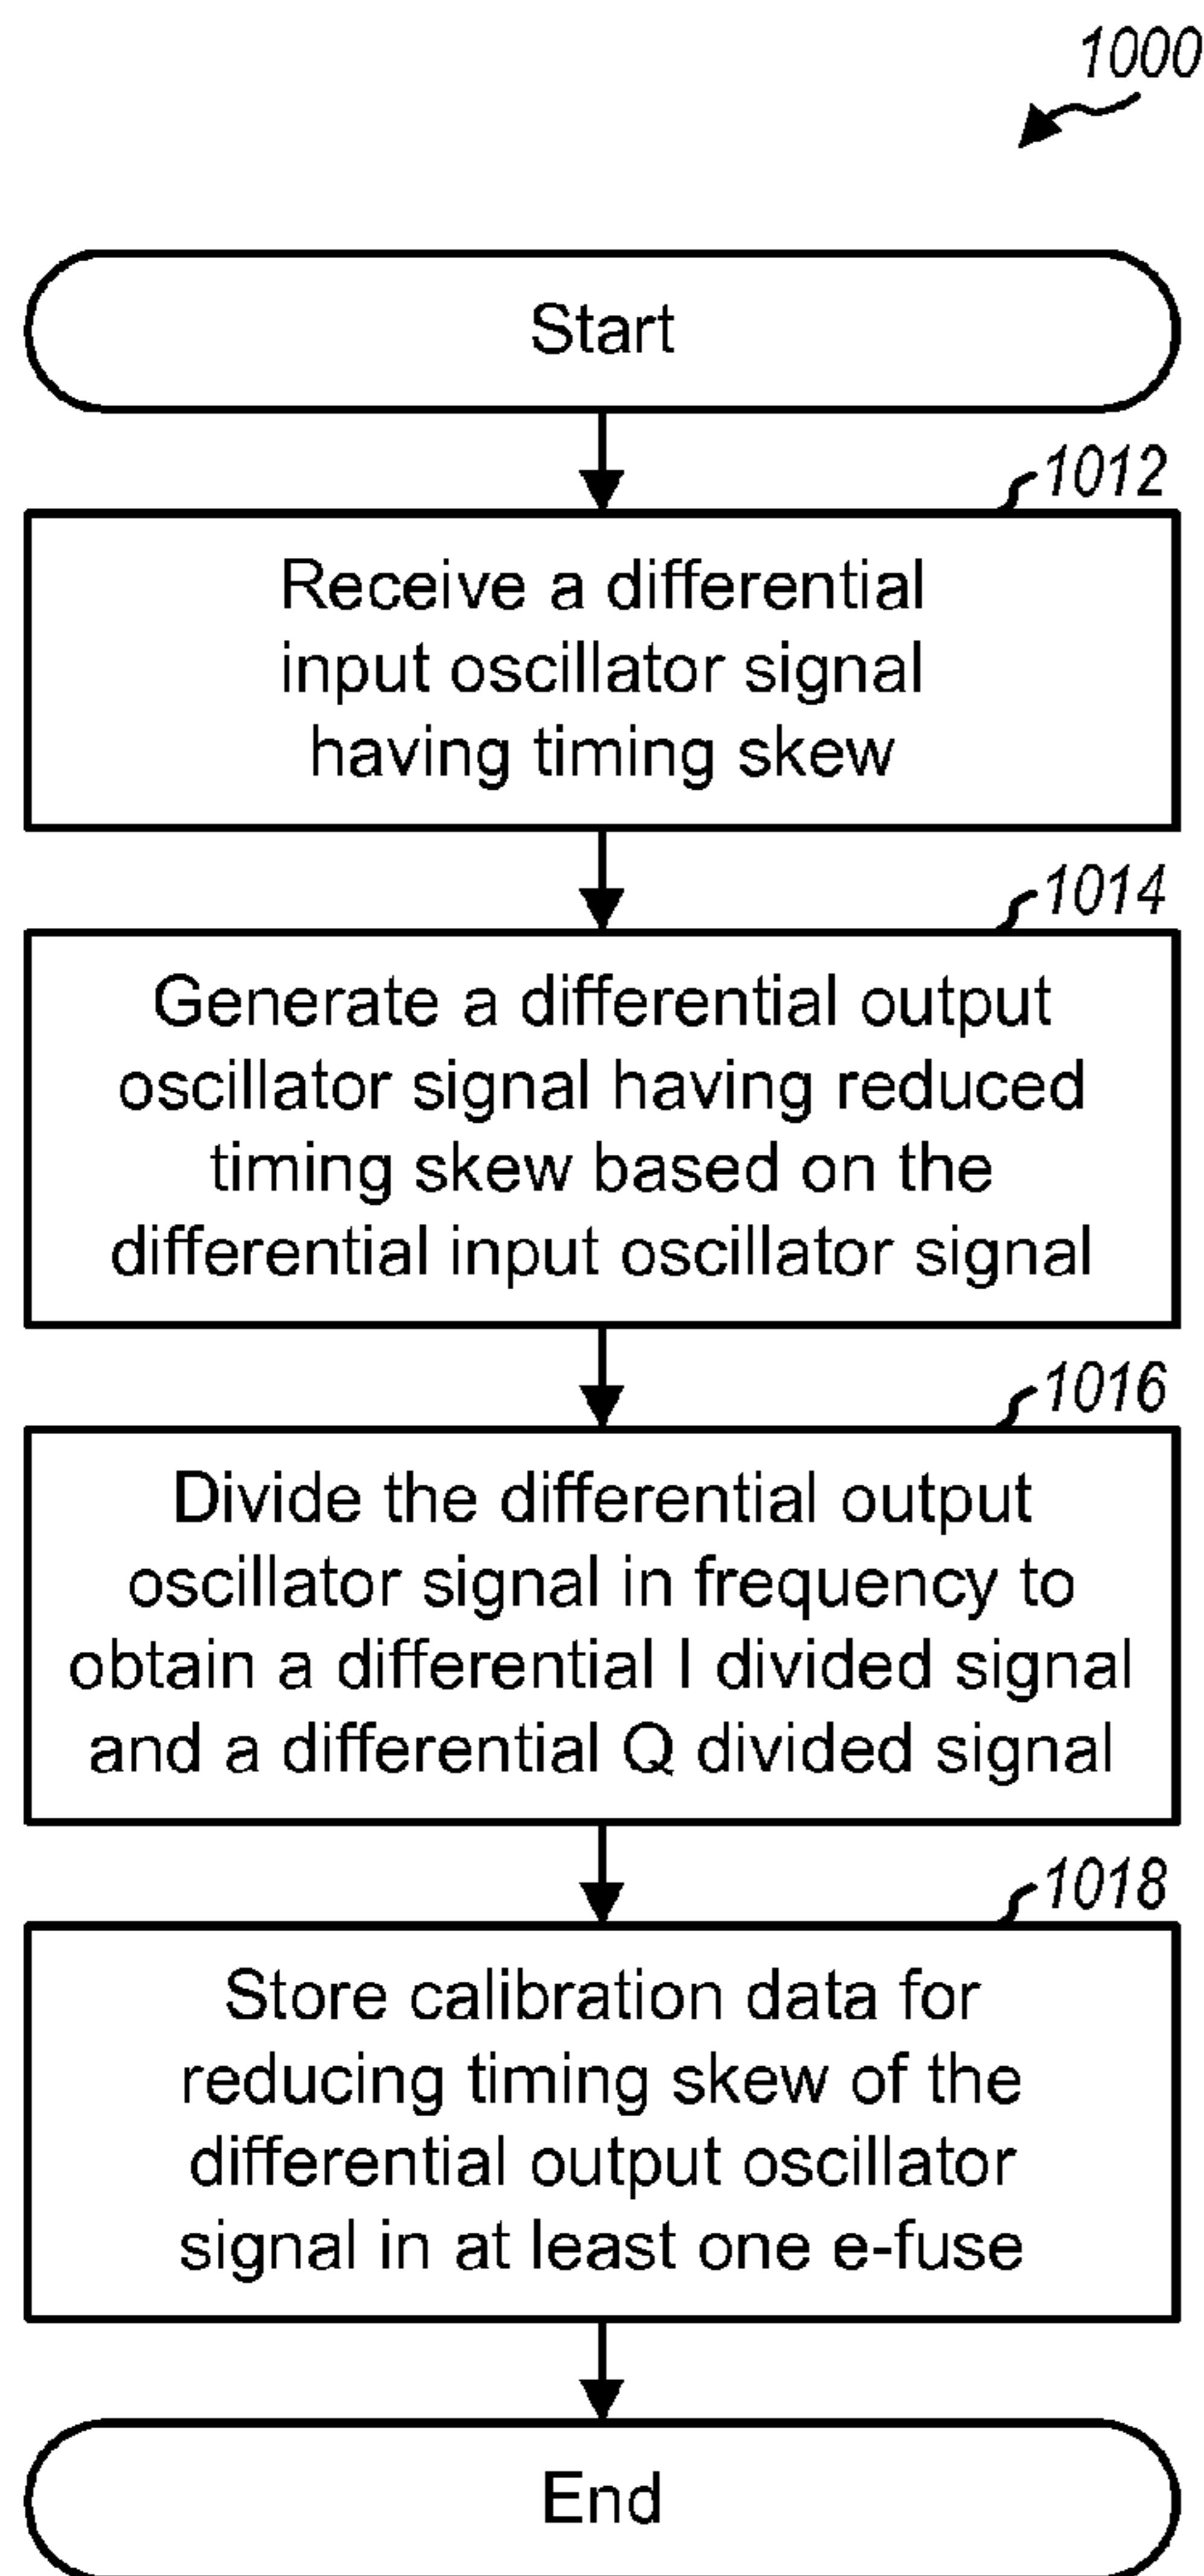 1000
Start
1012
Receive a differential
input oscillator signal
having timing skew
1014
Generate a differential output
oscillator signal having reduced
timing skew based on the
differential input oscillator signal
1016
Divide the differential output
oscillator signal in frequency to
obtain a differential I divided signal
and a differential Q divided signal
1018
Store calibration data for
reducing timing skew of the
differential output oscillator
signal in at least one e-fuse
End